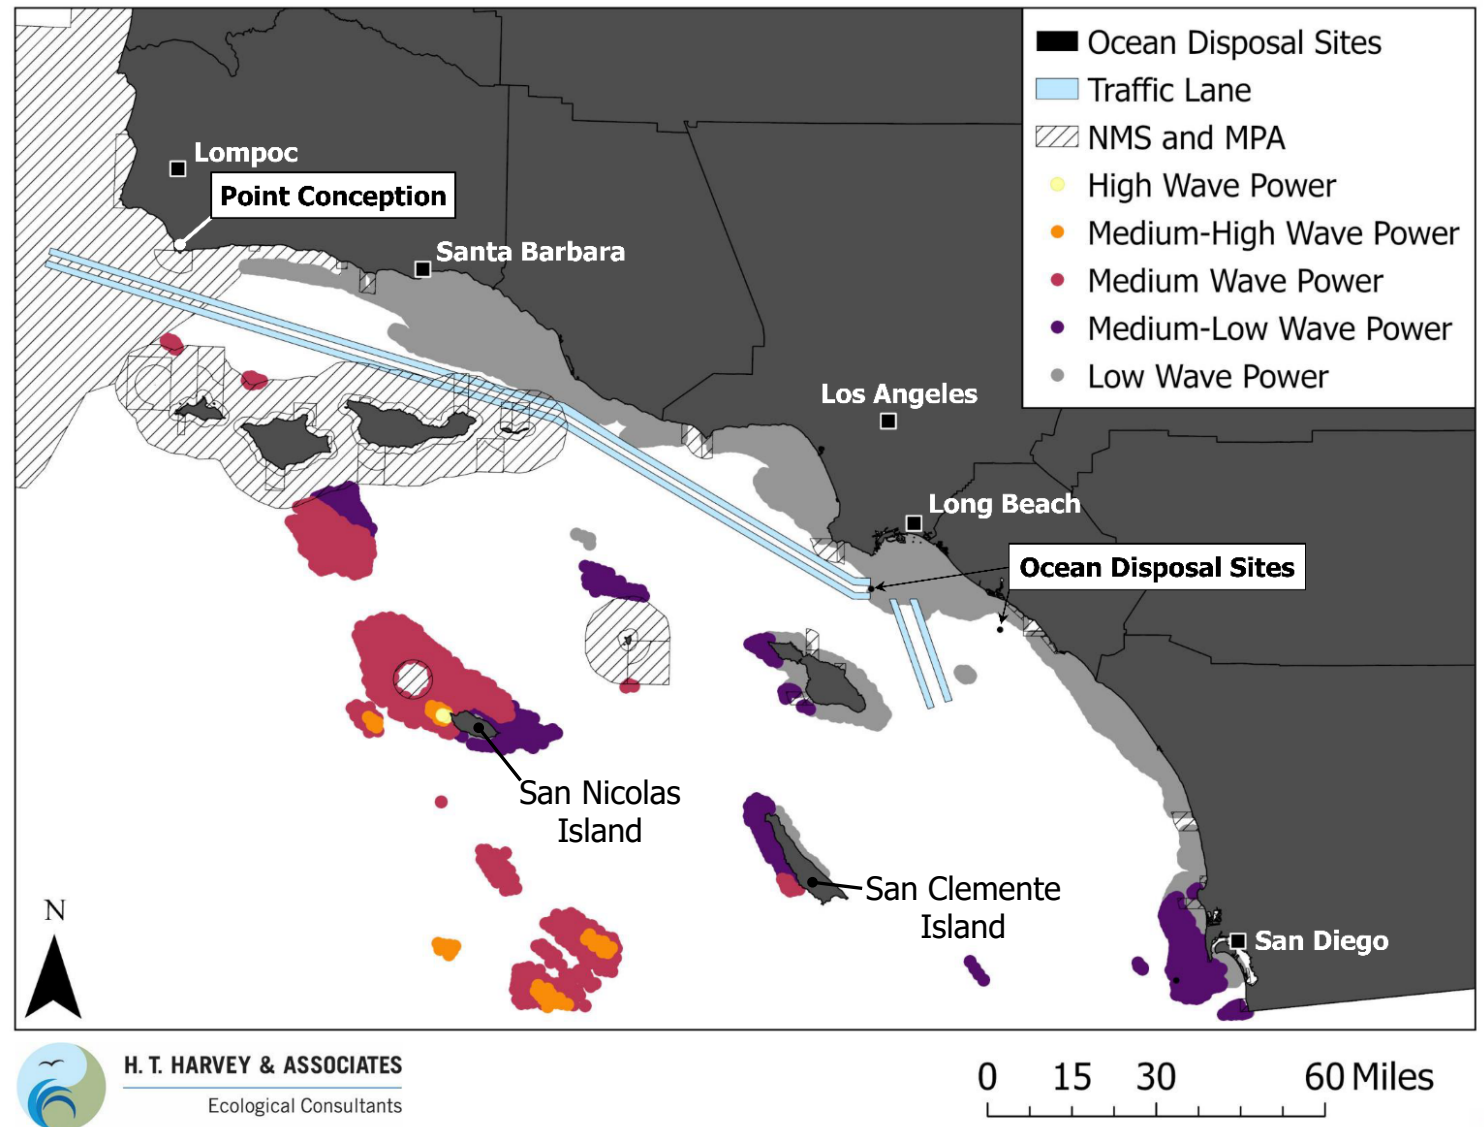 Ocean Disposal Sites
Traffic Lane
NMS and MPA
High Wave Power
Medium-High Wave Power
Medium Wave Power
Medium-Low Wave Power
Low Wave Power
Lompoc
Point Conception
Santa Barbara
Los Angeles
Long Beach
Ocean Disposal Sites
San Nicolas
Island
San Clemente
Island
San Diego
N
H. T. HARVEY & ASSOCIATES
Ecological Consultants
0 15 30 60 Miles